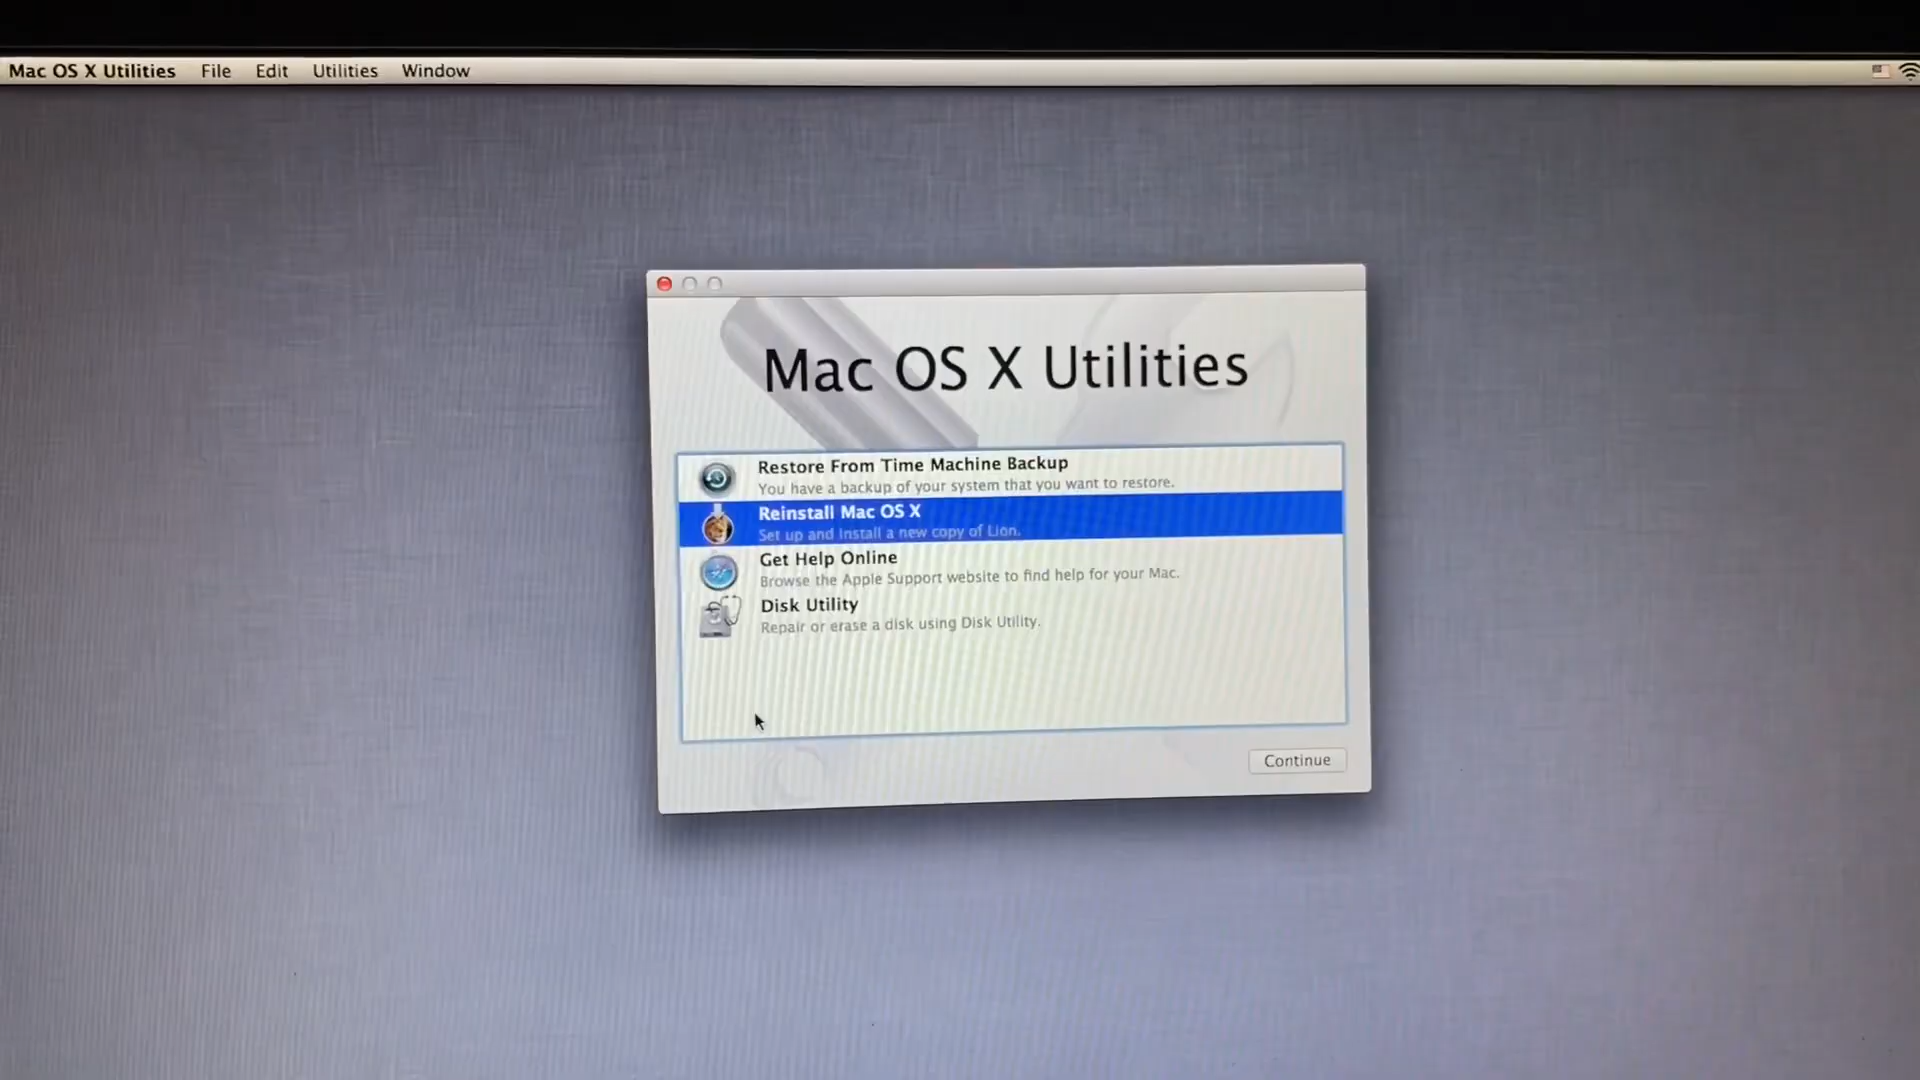 Mac OS X Utilities File Edit Utilities Window
Mac OS X Utilities
Restore From Time Machine Backup
You have a backup of your system that you want to restore.
Reinstall Mac OS X
Set up and install a new copy of Lion.
Get Help Online
Browse the Apple Support website to find help for your Mac.
Disk Utility
Repair or erase a disk using Disk Utility.
Continue